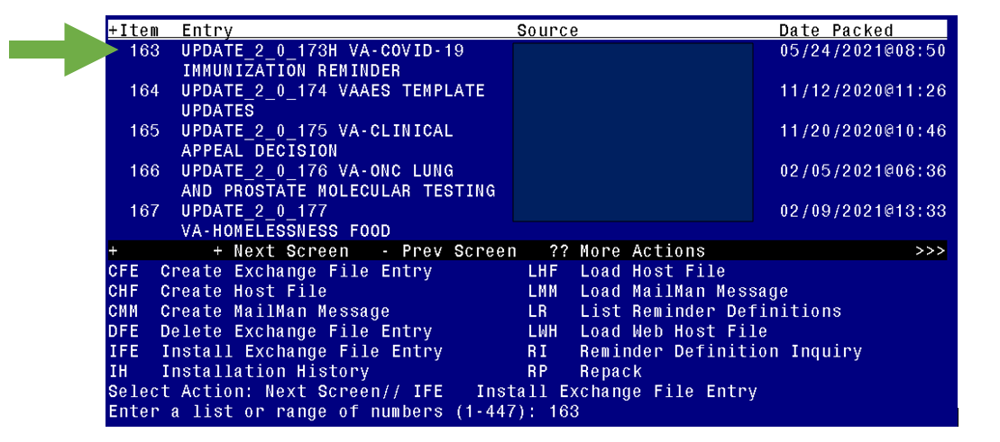 +Item  Entry  Source  Date Packed
163  UPDATE_2_0_173H VA-COVID-19  05/24/2021@08:50
IMMUNIZATION REMINDER
164  UPDATE_2_0_174 VAAES TEMPLATE  11/12/2020@11:26
UPDATES
165  UPDATE_2_0_175 VA-CLINICAL  11/20/2020@10:46
APPEAL DECISION
166  UPDATE_2_0_176 VA-ONC LUNG  02/05/2021@06:36
AND PROSTATE MOLECULAR TESTING
167  UPDATE_2_0_177  02/09/2021@13:33
VA-HOMELESSNESS FOOD
+  + Next Screen  - Prev Screen  ?? More Actions  >>>
CFE  Create Exchange File Entry  LHF  Load Host File
CHF  Create Host File  LMM  Load MailMan Message
CMM  Create MailMan Message  LR  List Reminder Definitions
DFE  Delete Exchange File Entry  LWH  Load Web Host File
IFE  Install Exchange File Entry  RI  Reminder Definition Inquiry
IH  Installation History  RP  Repack
Select Action: Next Screen// IFE  Install Exchange File Entry
Enter a list or range of numbers (1-447): 163